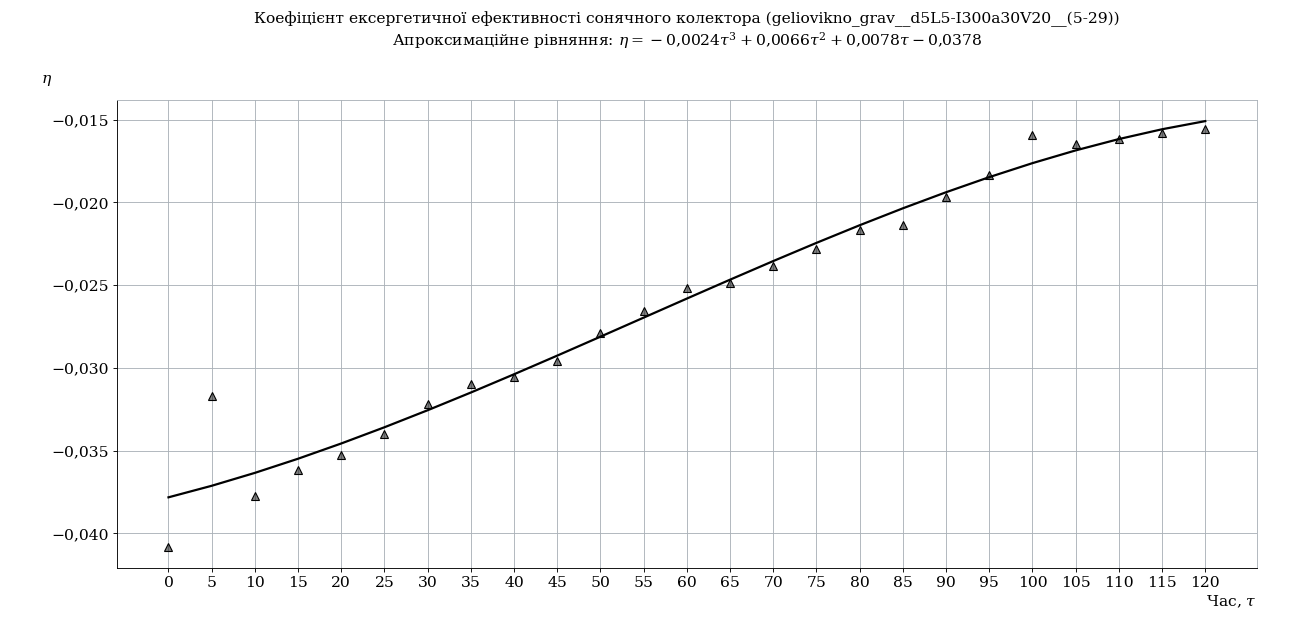 Коефіцієнт ексергетичної ефективності сонячного колектора (geliovikno_grav__d5L5-I300a30V20__(5-29))
Апроксимаційне рівняння: η = −0,0024τ³ + 0,0066τ² + 0,0078τ − 0,0378
η
−0,015
−0,020
−0,025
−0,030
−0,035
−0,040
0 5 10 15 20 25 30 35 40 45 50 55 60 65 70 75 80 85 90 95 100 105 110 115 120
Час, τ